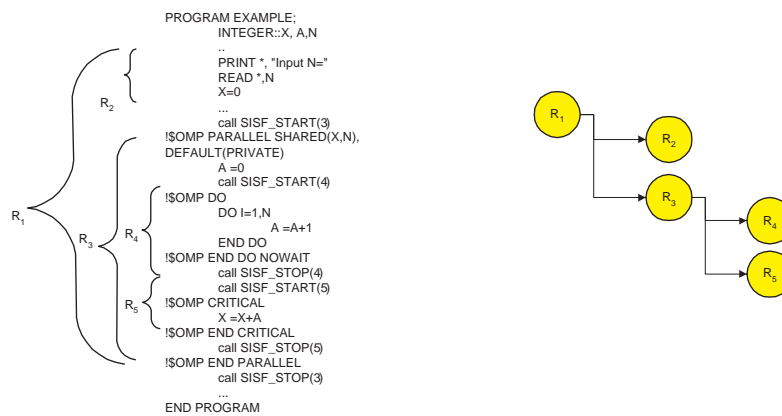 PROGRAM EXAMPLE;
INTEGER::X, A,N
..
PRINT *, "Input N="
READ *,N
X=0
...
call SISF_START(3)
!$OMP PARALLEL SHARED(X,N),
DEFAULT(PRIVATE)
A =0
call SISF_START(4)
!$OMP DO
DO I=1,N
A =A+1
END DO
!$OMP END DO NOWAIT
call SISF_STOP(4)
call SISF_START(5)
!$OMP CRITICAL
X =X+A
!$OMP END CRITICAL
call SISF_STOP(5)
!$OMP END PARALLEL
call SISF_STOP(3)
...
END PROGRAM
R2
R1
R3
R4
R5
R1
R2
R3
R4
R5